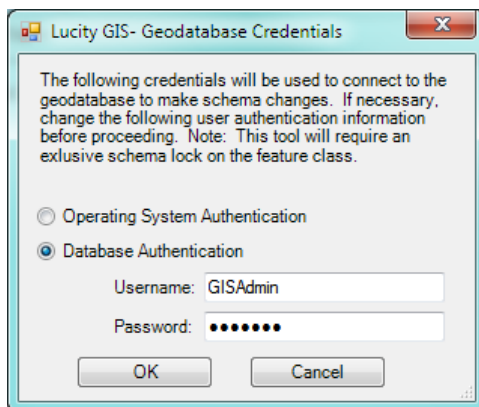 Lucity GIS- Geodatabase Credentials
The following credentials will be used to connect to the
geodatabase to make schema changes.  If necessary,
change the following user authentication information
before proceeding.  Note:  This tool will require an
exlusive schema lock on the feature class.
Operating System Authentication
Database Authentication
Username: GISAdmin
Password: •••••••
OK Cancel